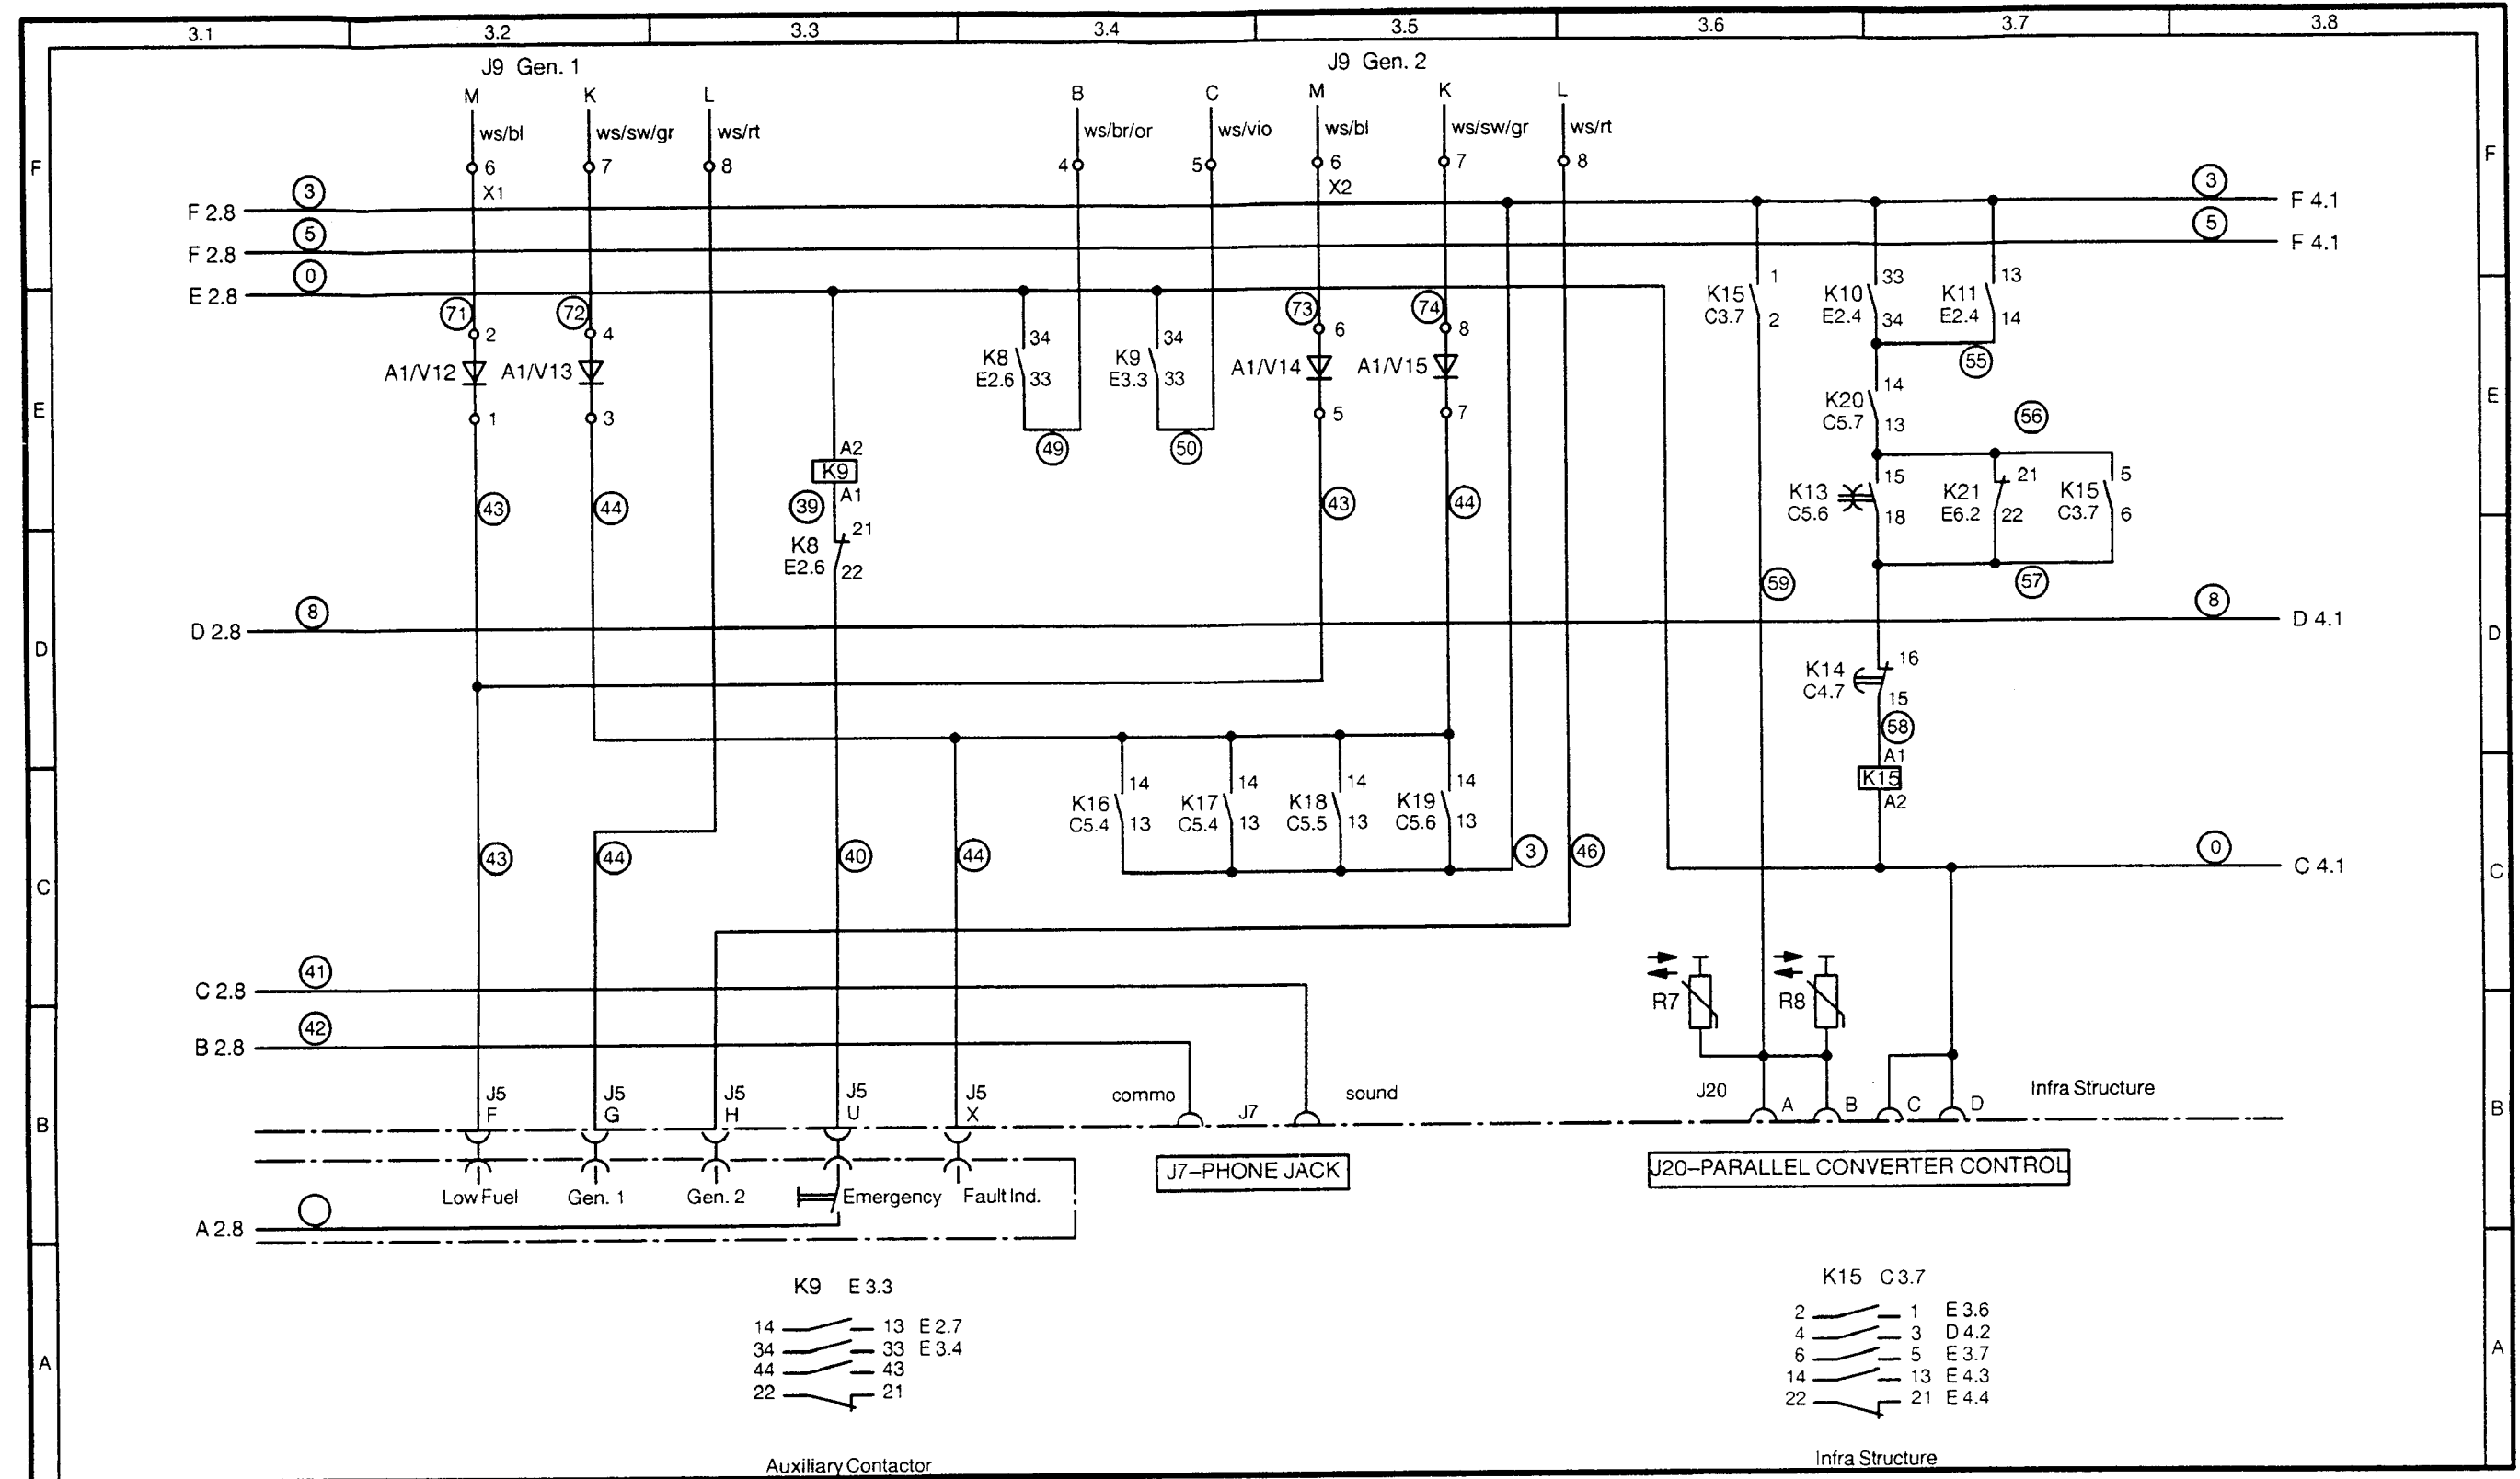 3.1 3.2 3.3 3.4 3.5 3.6 3.7 3.8
J9 Gen. 1 J9 Gen. 2
M K L B C M K L
ws/bl ws/sw/gr ws/rt ws/br/or ws/vio ws/bl ws/sw/gr ws/rt
6 7 8 4 5 6 7 8
F F
X1 X2
3 3
F 2.8 F 4.1
5 5
F 2.8 F 4.1
0
E 2.8
71 72 73 74
2 4 6 8
K15 1 K10 33 K11 13
C3.7 2 E2.4 34 E2.4 14
55
K8 34 K9 34
E2.6 33 E3.3 33
A1/V12 A1/V13 A1/V14 A1/V15
1 3 5 7
E E
K20 14
C5.7 13
56
49 50
A2
K9
A1
39
43 44 43 44
K13 15 K21 21 K15 5
C5.6 18 E6.2 22 C3.7 6
K8 21
E2.6 22
57
59
8 8
D 2.8 D 4.1
D D
K14 16
C4.7 15
58
A1
K15
A2
K16 14 K17 14 K18 14 K19 14
C5.4 13 C5.4 13 C5.5 13 C5.6 13
43 44 40 44 3 46
0
C 4.1
C C
41
C 2.8
R7 R8
42
B 2.8
J5 J5 J5 J5 J5
F G H U X
commo J7 sound
J20 A B C D Infra Structure
B B
J7–PHONE JACK J20–PARALLEL CONVERTER CONTROL
Low Fuel Gen. 1 Gen. 2 Emergency Fault Ind.
A 2.8
K9 E 3.3
14 13 E 2.7
34 33 E 3.4
44 43
22 21
K15 C 3.7
2 1 E 3.6
4 3 D 4.2
6 5 E 3.7
14 13 E 4.3
22 21 E 4.4
A A
Auxiliary Contactor Infra Structure